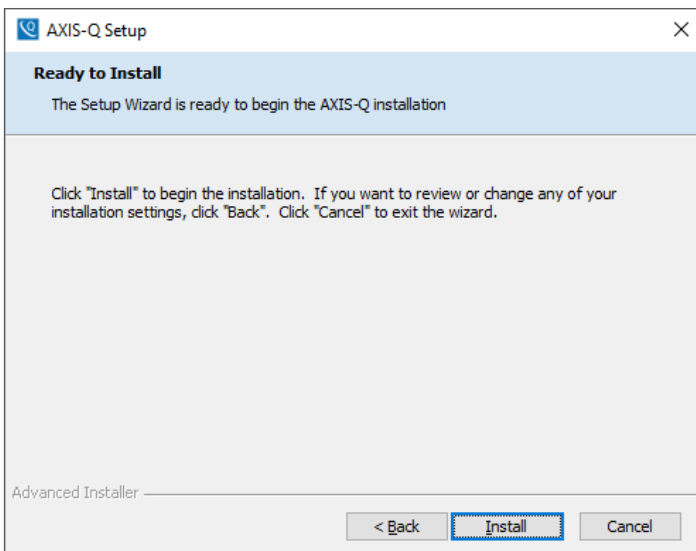 AXIS-Q Setup
Ready to Install
The Setup Wizard is ready to begin the AXIS-Q installation
Click "Install" to begin the installation. If you want to review or change any of your
installation settings, click "Back". Click "Cancel" to exit the wizard.
Advanced Installer
< Back
Install
Cancel